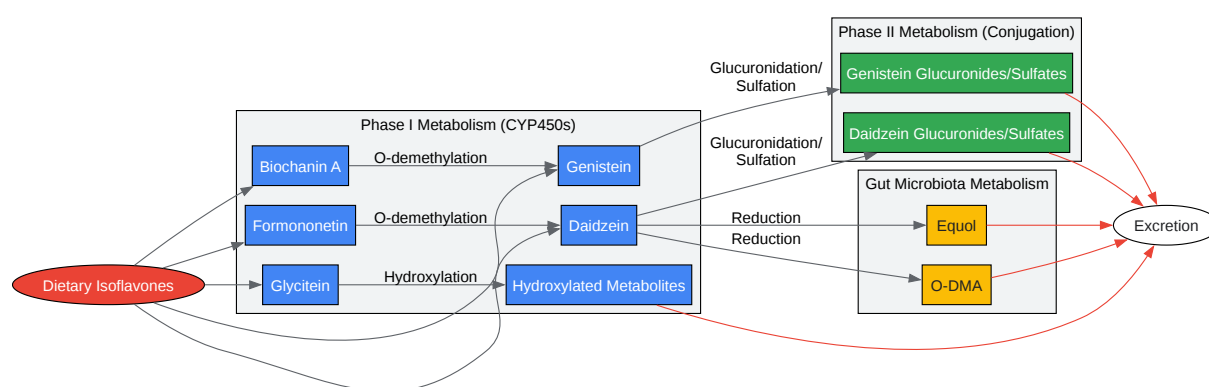 Phase II Metabolism (Conjugation)
Genistein Glucuronides/Sulfates
Daidzein Glucuronides/Sulfates
Glucuronidation/
Sulfation
Phase I Metabolism (CYP450s)
Biochanin A
O-demethylation
Genistein
Glucuronidation/
Sulfation
Gut Microbiota Metabolism
Formononetin
O-demethylation
Daidzein
Reduction
Equol
Excretion
Reduction
Dietary Isoflavones
Glycitein
Hydroxylation
Hydroxylated Metabolites
O-DMA